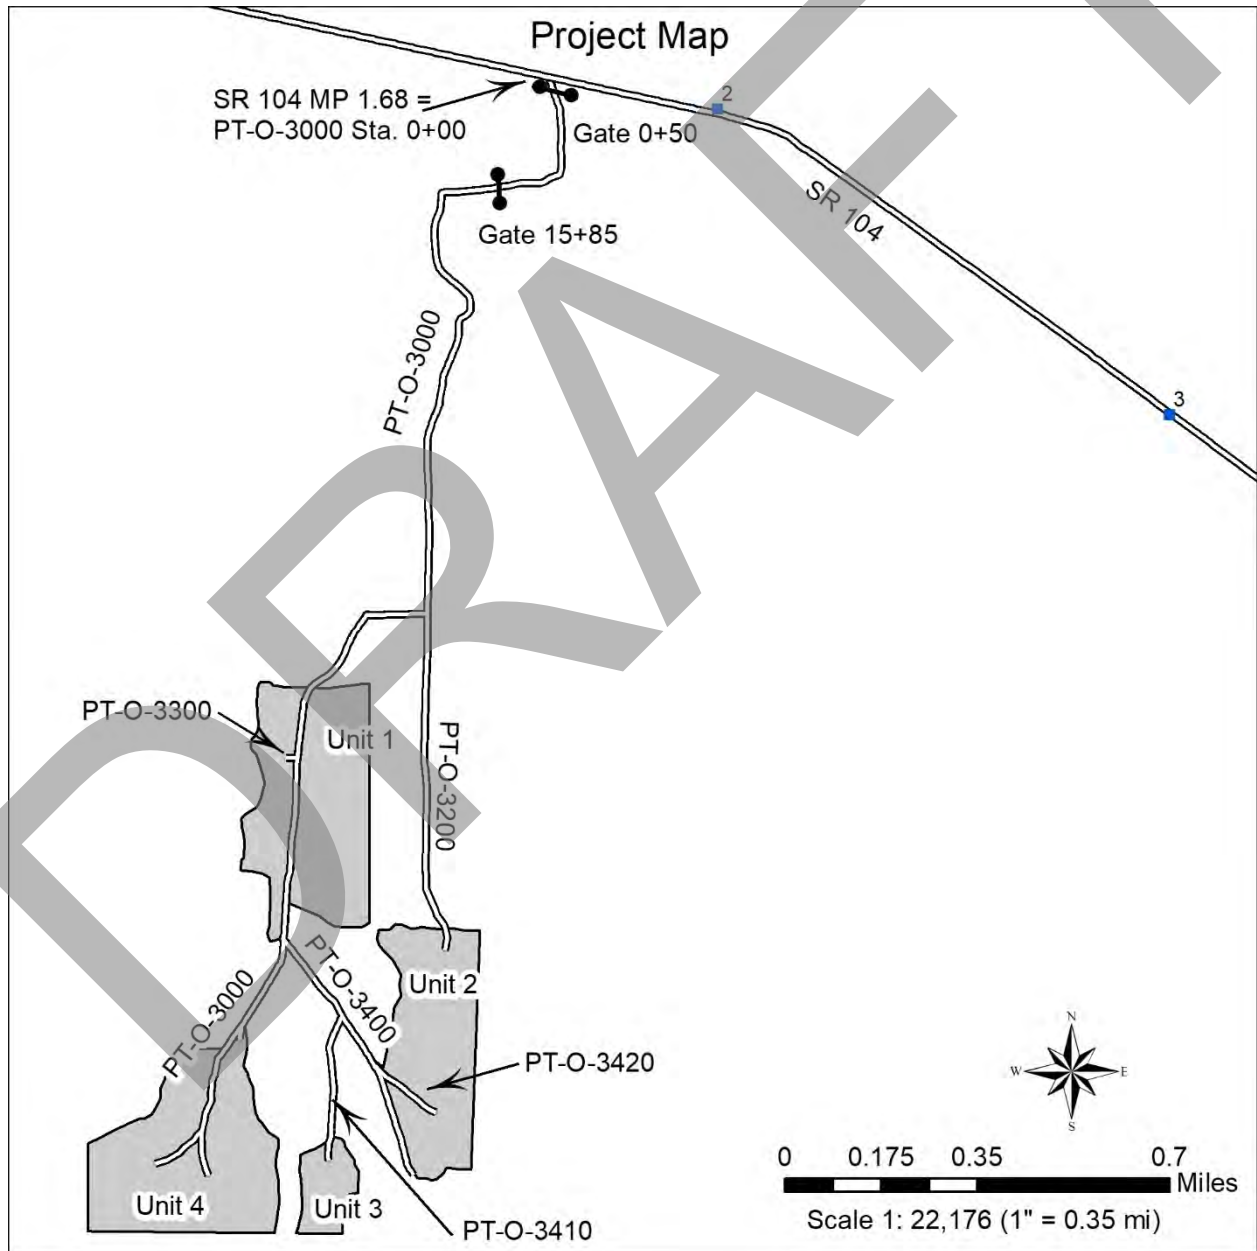 Project Map
SR 104 MP 1.68 =
PT-O-3000 Sta. 0+00
2
Gate 0+50
SR 104
Gate 15+85
PT-O-3000
3
DRAFT
PT-O-3300
Unit 1
PT-O-3200
PT-O-3000
PT-O-3400
Unit 2
PT-O-3420
N
W
E
S
Unit 4
Unit 3
PT-O-3410
0 0.175 0.35 0.7
Miles
Scale 1: 22,176 (1" = 0.35 mi)